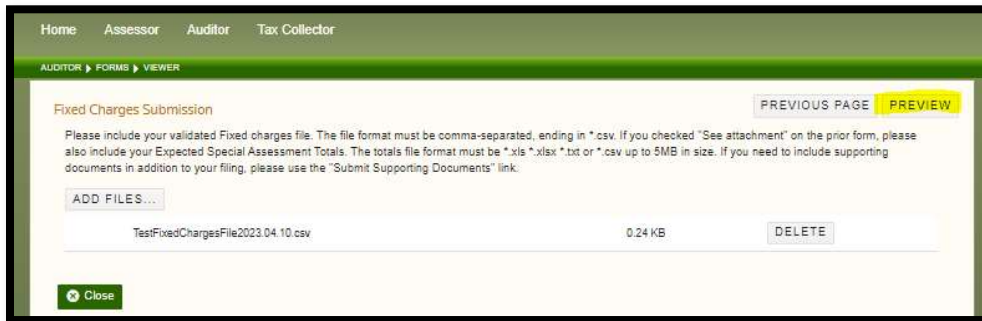 Home Assessor Auditor Tax Collector
AUDITOR FORMS VIEWER
Fixed Charges Submission
PREVIOUS PAGE PREVIEW
Please include your validated Fixed charges file. The file format must be comma-separated, ending in *.csv. If you checked "See attachment" on the prior form, please
also include your Expected Special Assessment Totals. The totals file format must be *.xls *.xlsx *.txt or *.csv up to 5MB in size. If you need to include supporting
documents in addition to your filing, please use the "Submit Supporting Documents" link.
ADD FILES...
TestFixedChargesFile2023.04.10.csv 0.24 KB DELETE
Close